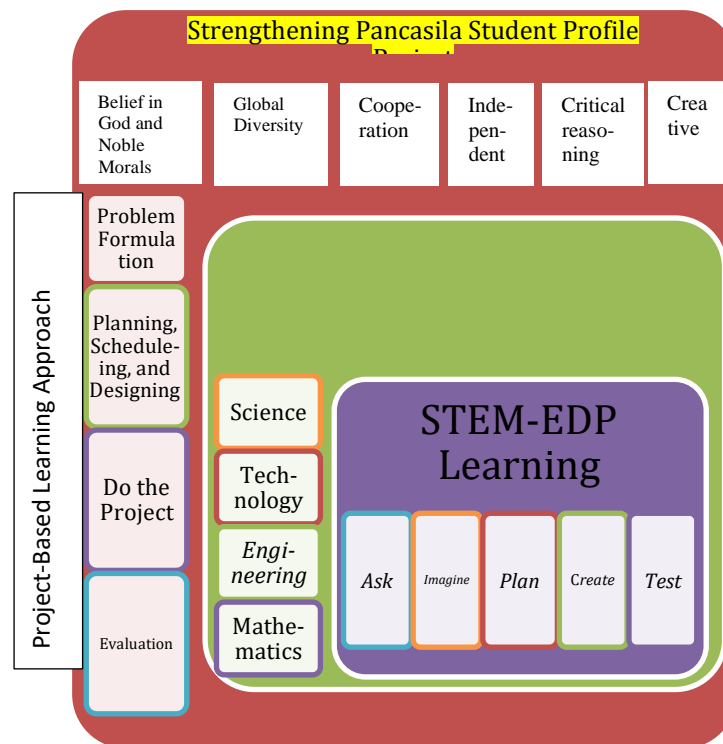 Strengthening Pancasila Student Profile
Project
Belief in
God and
Noble
Morals
Global
Diversity
Coope-
ration
Inde-
pen-
dent
Critical
reaso-
ning
Crea
tive
Project-Based Learning Approach
Problem
Formula
tion
Planning,
Schedule-
ing, and
Designing
Do the
Project
Evaluation
Science
Tech-
nology
Engi-
neering
Mathe-
matics
STEM-EDP
Learning
Ask
Imagine
Plan
Create
Test